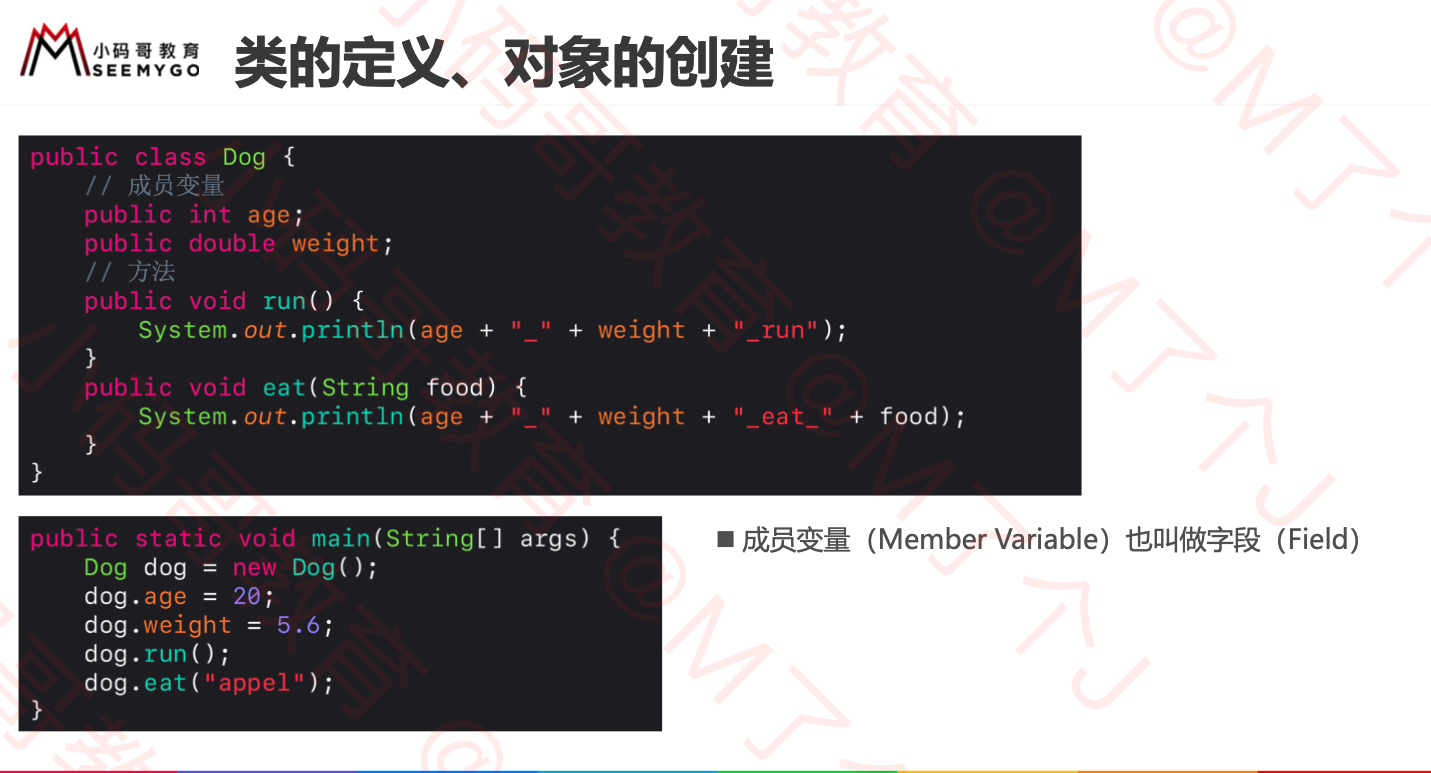 小码哥教育
SEEMYGO
类的定义、对象的创建
public class Dog {
    // 成员变量
    public int age;
    public double weight;
    // 方法
    public void run() {
        System.out.println(age + "_" + weight + "_run");
    }
    public void eat(String food) {
        System.out.println(age + "_" + weight + "_eat_" + food);
    }
}
public static void main(String[] args) {
    Dog dog = new Dog();
    dog.age = 20;
    dog.weight = 5.6;
    dog.run();
    dog.eat("appel");
}
■ 成员变量（Member Variable）也叫做字段（Field）
小码哥教育 @M了个J